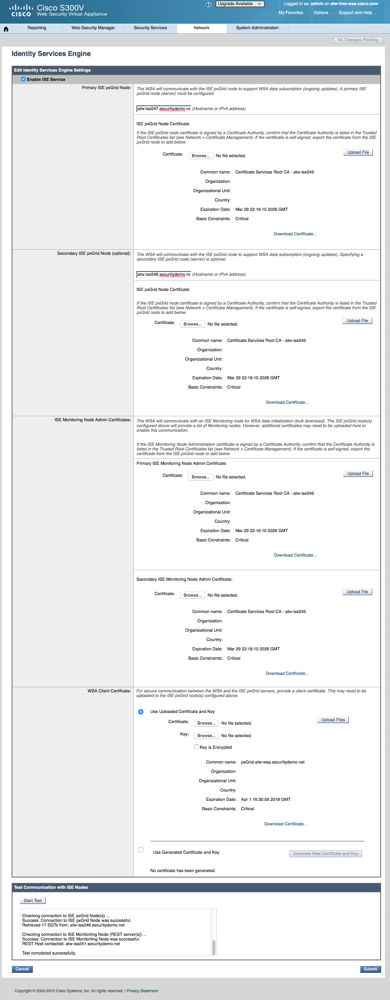 Cisco S300V
Web Security Virtual Appliance
cisco
Upgrade Available
Logged in as: admin on atw-tme-wsa.cisco.com
My Favorites Options Support and Help
Reporting Web Security Manager Security Services Network System Administration
No Changes Pending
Identity Services Engine
Edit Identity Services Engine Settings
Enable ISE Service
Primary ISE pxGrid Node:
The WSA will communicate with the ISE pxGrid node to support WSA data subscription (ongoing updates). A primary ISE
pxGrid node (server) must be configured.
atw-ise247.securitydemo.ne (Hostname or IPv4 address)
ISE pxGrid Node Certificate:
If the ISE pxGrid node certificate is signed by a Certificate Authority, confirm that the Certificate Authority is listed in the Trusted
Root Certificates list (see Network > Certificate Management). If the certificate is self-signed, export the certificate from the ISE
pxGrid node to add below.
Certificate: Browse... No file selected. Upload File
Common name: Certificate Services Root CA - atw-ise245
Organization:
Organizational Unit:
Country:
Expiration Date: Mar 29 22:18:10 2026 GMT
Basic Constraints: Critical
Download Certificate...
Secondary ISE pxGrid Node (optional):
The WSA will communicate with the ISE pxGrid node to support WSA data subscription (ongoing updates). Specifying a
secondary ISE pxGrid node (server) is optional.
atw-ise246.securitydemo.ne (Hostname or IPv4 address)
ISE pxGrid Node Certificate:
If the ISE pxGrid node certificate is signed by a Certificate Authority, confirm that the Certificate Authority is listed in the Trusted
Root Certificates list (see Network > Certificate Management). If the certificate is self-signed, export the certificate from the ISE
pxGrid node to add below.
Certificate: Browse... No file selected. Upload File
Common name: Certificate Services Root CA - atw-ise245
Organization:
Organizational Unit:
Country:
Expiration Date: Mar 29 22:18:10 2026 GMT
Basic Constraints: Critical
Download Certificate...
ISE Monitoring Node Admin Certificates:
The WSA will communicate with an ISE Monitoring node for WSA data initialization (bulk download). The ISE pxGrid node(s)
configured above will provide a list of Monitoring nodes. However, additional certificates may need to be uploaded here to
enable this communication.
If the ISE Monitoring Node Administration certificate is signed by a Certificate Authority, confirm that the Certificate Authority is
listed in the Trusted Root Certificates list (see Network > Certificate Management). If the certificate is self-signed, export the
certificate from the ISE pxGrid node to add below.
Primary ISE Monitoring Node Admin Certificate:
Certificate: Browse... No file selected. Upload File
Common name: Certificate Services Root CA - atw-ise245
Organization:
Organizational Unit:
Country:
Expiration Date: Mar 29 22:18:10 2026 GMT
Basic Constraints: Critical
Download Certificate...
Secondary ISE Monitoring Node Admin Certificate:
Certificate: Browse... No file selected. Upload File
Common name: Certificate Services Root CA - atw-ise245
Organization:
Organizational Unit:
Country:
Expiration Date: Mar 29 22:18:10 2026 GMT
Basic Constraints: Critical
Download Certificate...
WSA Client Certificate:
For secure communication between the WSA and the ISE pxGrid servers, provide a client certificate. This may need to be
uploaded to the ISE pxGrid node(s) configured above.
Use Uploaded Certificate and Key
Certificate: Browse... No file selected. Upload Files
Key: Browse... No file selected.
Key is Encrypted
Common name: pxGrid-atw-wsa.securitydemo.net
Organization:
Organizational Unit:
Country:
Expiration Date: Apr 1 16:30:59 2018 GMT
Basic Constraints: Critical
Download Certificate...
Use Generated Certificate and Key Generate New Certificate and Key
No certificate has been generated.
Test Communication with ISE Nodes
Start Test
Checking connection to ISE pxGrid Node(s) ...
Success: Connection to ISE pxGrid Node was successful.
Retrieved 17 SGTs from: atw-ise246.securitydemo.net
Checking connection to ISE Monitorting Node (REST server(s)) ...
Success: Connection to ISE Monitorting Node was successful.
REST Host contacted: atw-ise241.securitydemo.net
Test completed successfully.
Cancel Submit
Copyright © 2003-2015 Cisco Systems, Inc. All rights reserved. | Privacy Statement